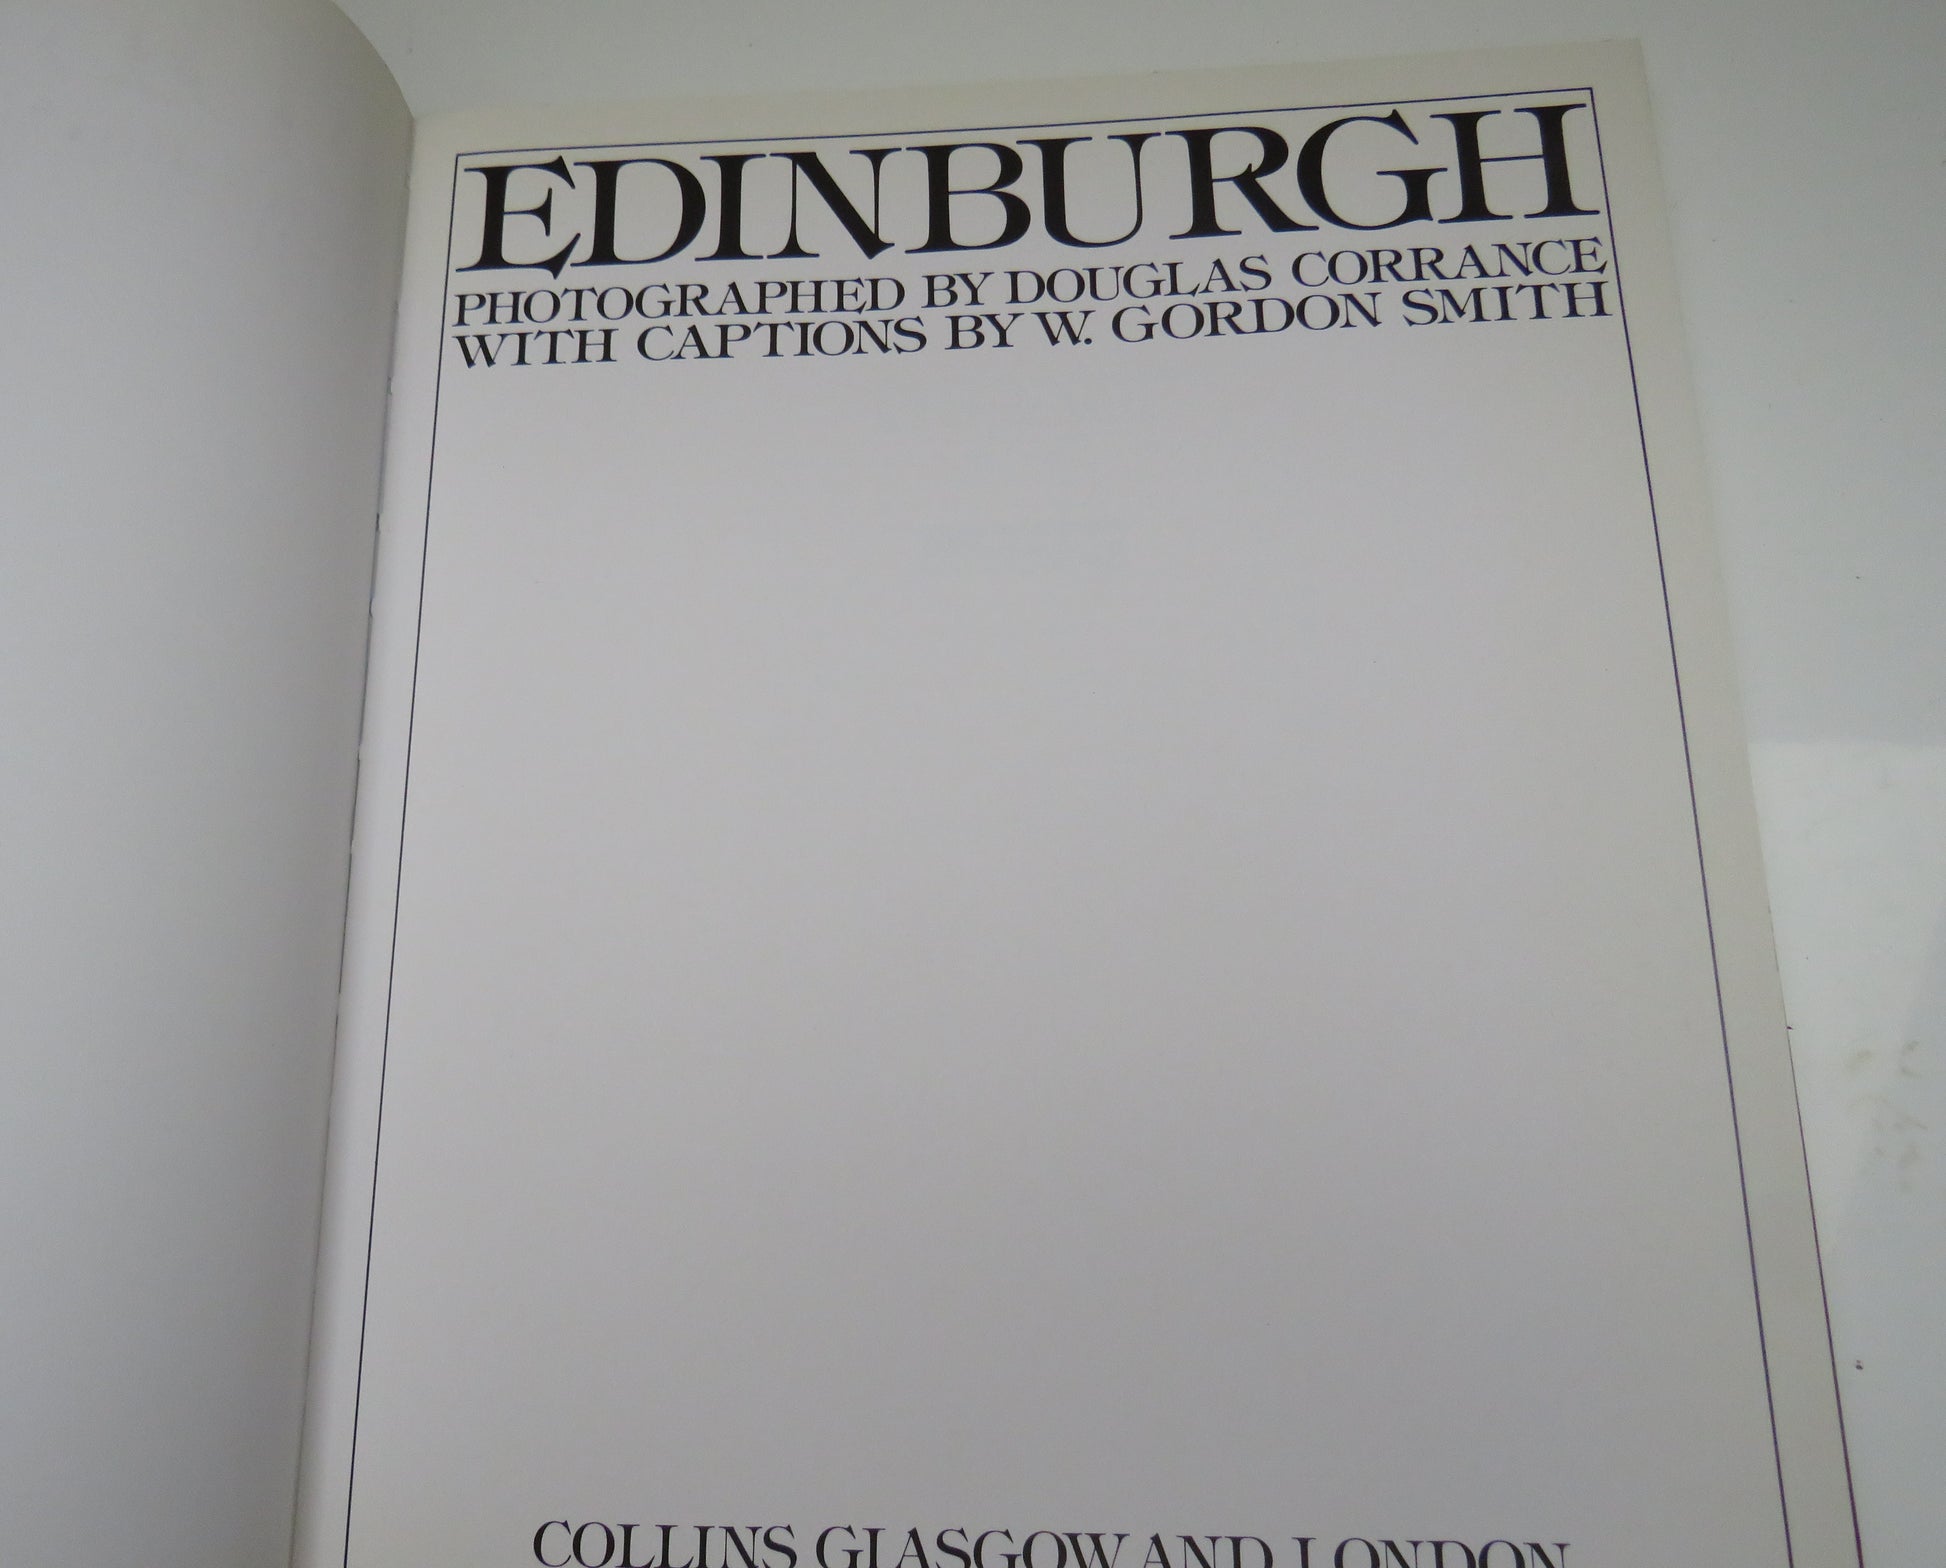 EDINBURGH
PHOTOGRAPHED BY DOUGLAS CORRANCE
WITH CAPTIONS BY W. GORDON SMITH
COLLINS GLASGOW AND LONDON